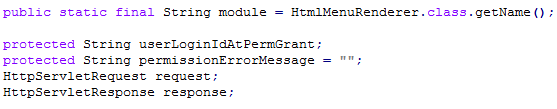 public static final String module = HtmlMenuRenderer.class.getName();
protected String userLoginIdAtPermGrant;
protected String permissionErrorMessage = "";
HttpServletRequest request;
HttpServletResponse response;